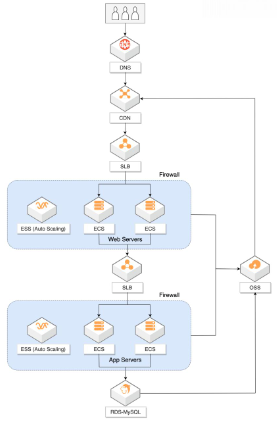 DNS
CDN
SLB
Firewall
ESS (Auto Scaling)
ECS
ECS
Web Servers
SLB
OSS
Firewall
ESS (Auto Scaling)
ECS
ECS
App Servers
RDS-MySQL